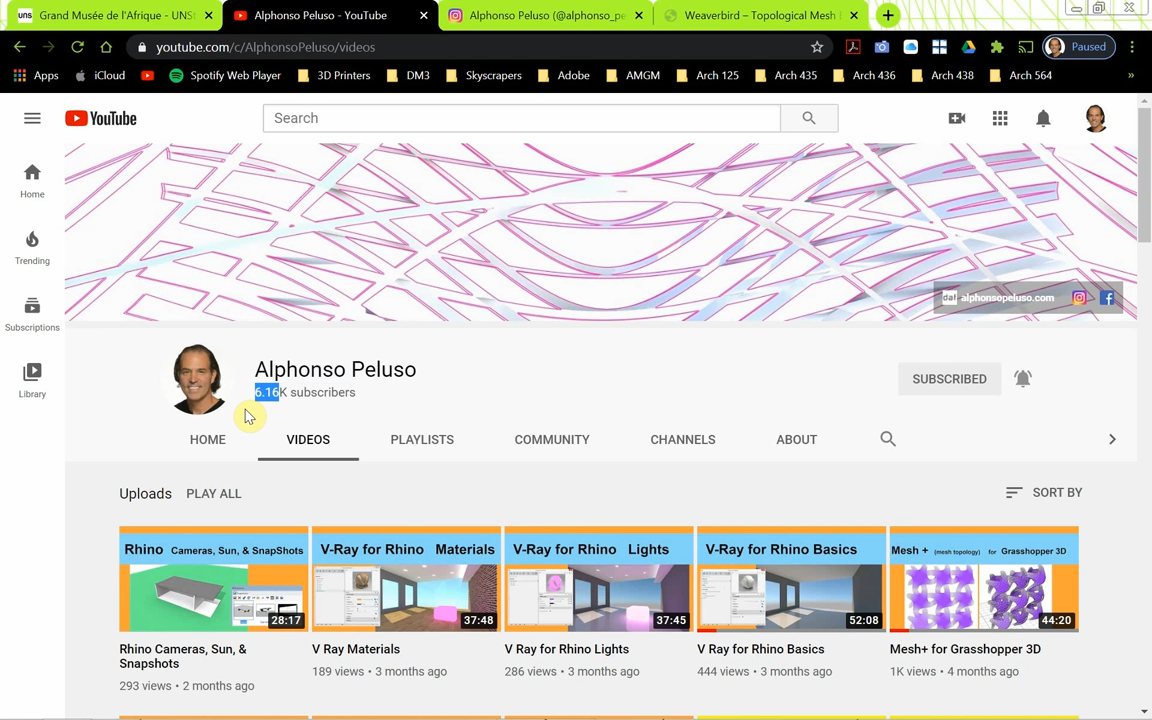 uns Grand Musée de l'Afrique - UNS
Alphonso Peluso - YouTube
Alphonso Peluso (@alphonso_pe
Weaverbird – Topological Mesh
youtube.com/c/AlphonsoPeluso/videos
Paused
Apps iCloud Spotify Web Player 3D Printers DM3 Skyscrapers Adobe AMGM Arch 125 Arch 435 Arch 436 Arch 438 Arch 564 »
YouTube
Search
Home
Trending
Subscriptions
Library
daf alphonsopeluso.com
Alphonso Peluso
6.16K subscribers
SUBSCRIBED
HOME VIDEOS PLAYLISTS COMMUNITY CHANNELS ABOUT
Uploads PLAY ALL
SORT BY
Rhino Cameras, Sun, & SnapShots
28:17
Rhino Cameras, Sun, &
Snapshots
293 views • 2 months ago
V-Ray for Rhino Materials
37:48
V Ray Materials
189 views • 3 months ago
V-Ray for Rhino Lights
37:45
V Ray for Rhino Lights
286 views • 3 months ago
V-Ray for Rhino Basics
52:08
V Ray for Rhino Basics
444 views • 3 months ago
Mesh + (mesh topology) for Grasshopper 3D
44:20
Mesh+ for Grasshopper 3D
1K views • 4 months ago